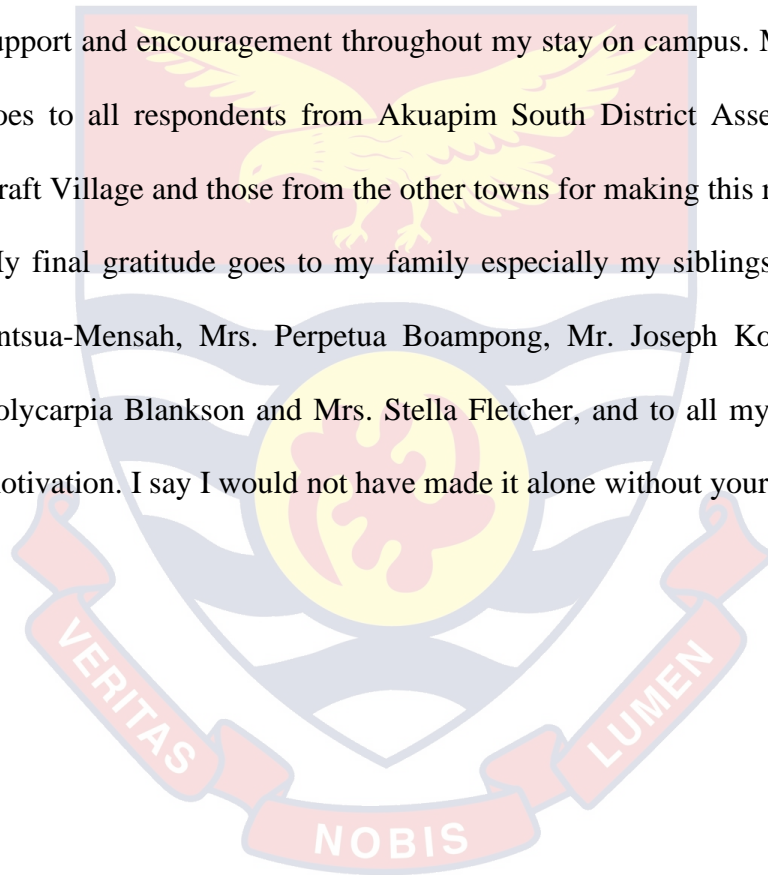 upport and encouragement throughout my stay on campus. M
oes to all respondents from Akuapim South District Asse
raft Village and those from the other towns for making this r
y final gratitude goes to my family especially my siblings
ntsua-Mensah, Mrs. Perpetua Boampong, Mr. Joseph Ko
olycarpia Blankson and Mrs. Stella Fletcher, and to all my
otivation. I say I would not have made it alone without your
VERITAS
NOBIS
LUMEN